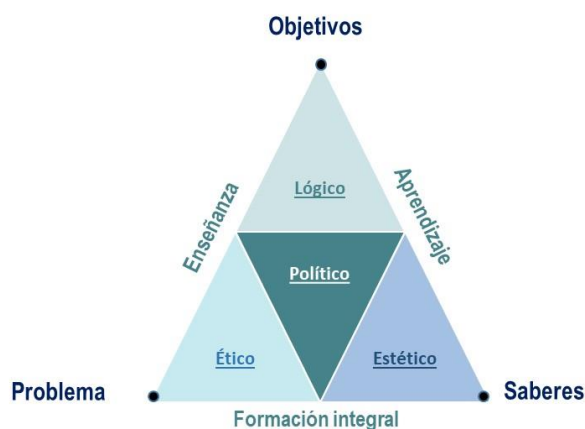 Objetivos
Enseñanza
Aprendizaje
Lógico
Político
Ético
Estético
Problema
Saberes
Formación integral